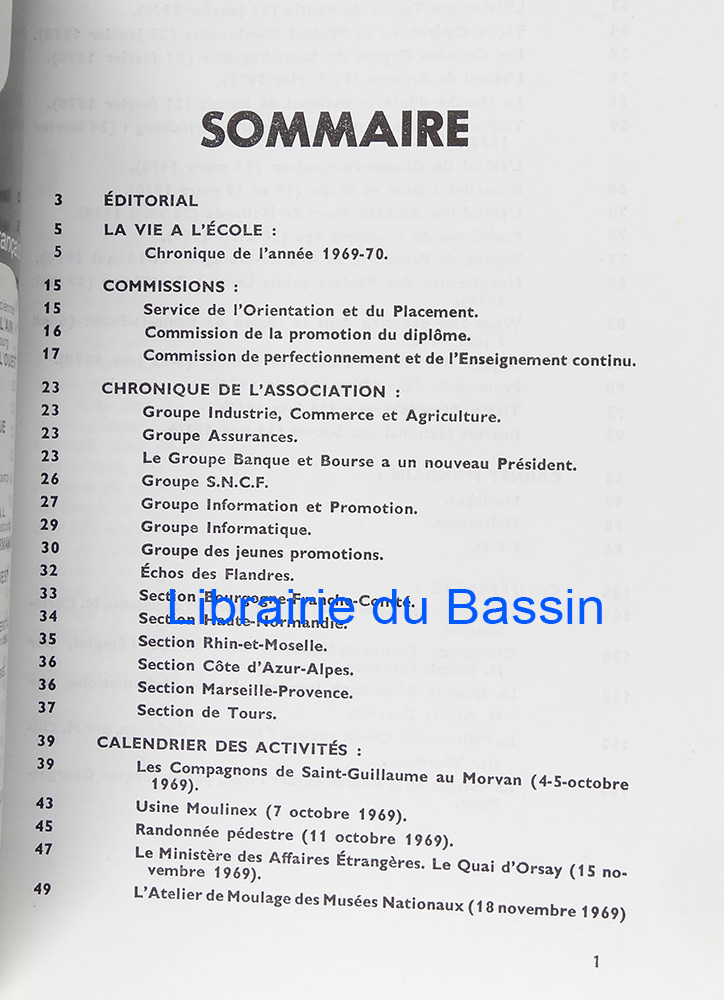 SOMMAIRE
3 ÉDITORIAL
5 LA VIE A L'ÉCOLE :
5 Chronique de l'année 1969-70.
15 COMMISSIONS :
15 Service de l'Orientation et du Placement.
16 Commission de la promotion du diplôme.
17 Commission de perfectionnement et de l'Enseignement continu.
23 CHRONIQUE DE L'ASSOCIATION :
23 Groupe Industrie, Commerce et Agriculture.
23 Groupe Assurances.
23 Le Groupe Banque et Bourse a un nouveau Président.
26 Groupe S.N.C.F.
27 Groupe Information et Promotion.
29 Groupe Informatique.
30 Groupe des jeunes promotions.
32 Échos des Flandres.
33 Section Bourgogne-Franche-Comté.
Librairie du Bassin
34 Section Haute-Normandie.
35 Section Rhin-et-Moselle.
36 Section Côte d'Azur-Alpes.
36 Section Marseille-Provence.
37 Section de Tours.
39 CALENDRIER DES ACTIVITÉS :
39 Les Compagnons de Saint-Guillaume au Morvan (4-5-octobre
1969).
43 Usine Moulinex (7 octobre 1969).
45 Randonnée pédestre (11 octobre 1969).
47 Le Ministère des Affaires Étrangères. Le Quai d'Orsay (15 no-
vembre 1969).
49 L'Atelier de Moulage des Musées Nationaux (18 novembre 1969)
1